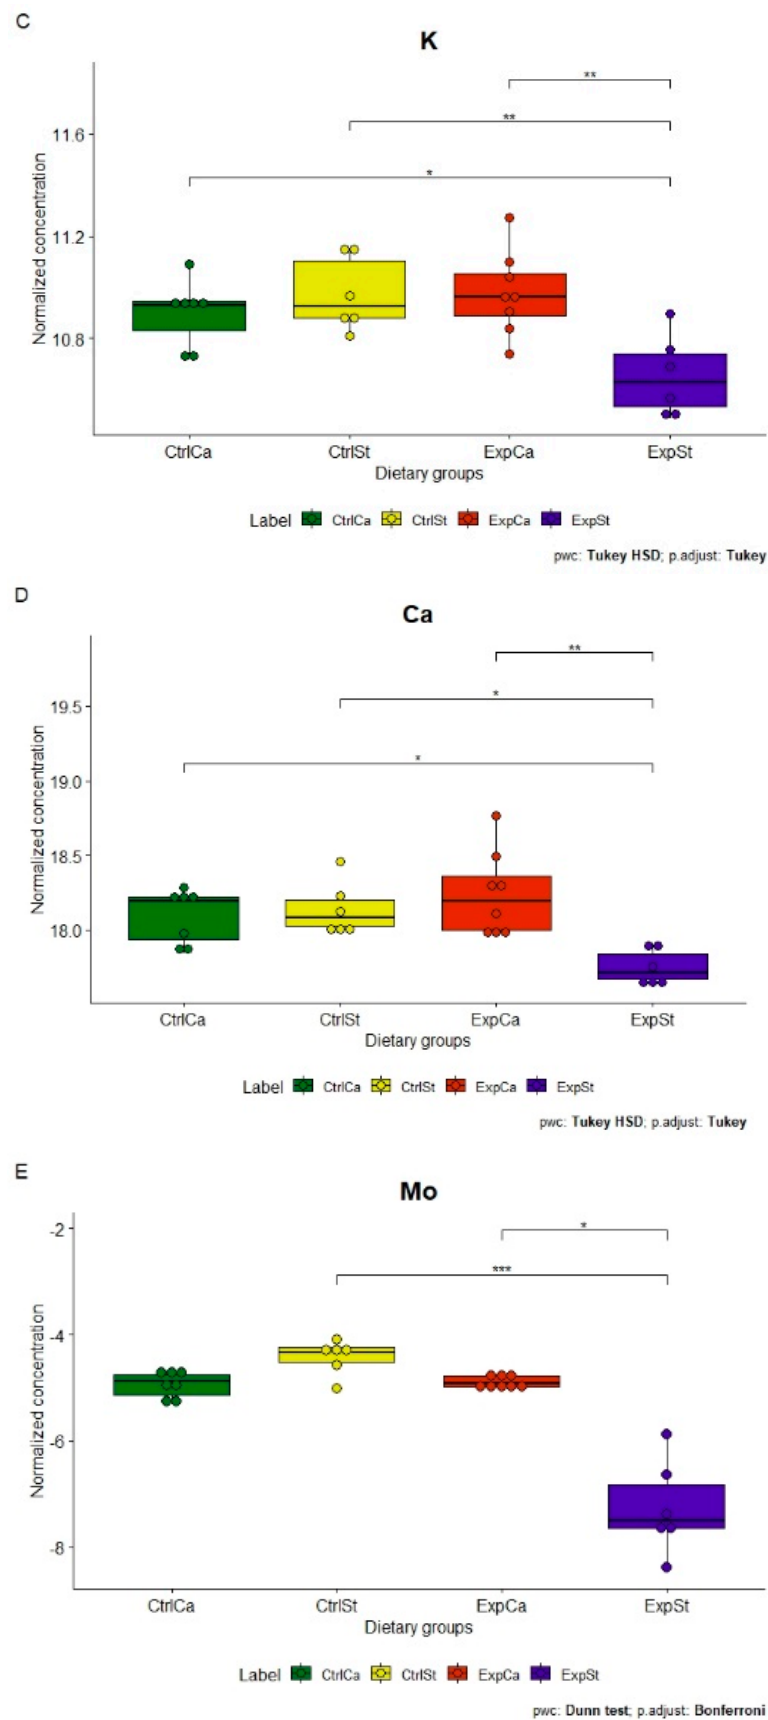 C
K
**
**
*
11.6
11.2
10.8
Normalized concentration
CtrlCa CtrlSt ExpCa ExpSt
Dietary groups
Label CtrlCa CtrlSt ExpCa ExpSt
pwc: Tukey HSD; p.adjust: Tukey
D
Ca
**
*
*
19.5
19.0
18.5
18.0
Normalized concentration
CtrlCa CtrlSt ExpCa ExpSt
Dietary groups
Label CtrlCa CtrlSt ExpCa ExpSt
pwc: Tukey HSD; p.adjust: Tukey
E
Mo
*
***
-2
-4
-6
-8
Normalized concentration
CtrlCa CtrlSt ExpCa ExpSt
Dietary groups
Label CtrlCa CtrlSt ExpCa ExpSt
pwc: Dunn test; p.adjust: Bonferroni